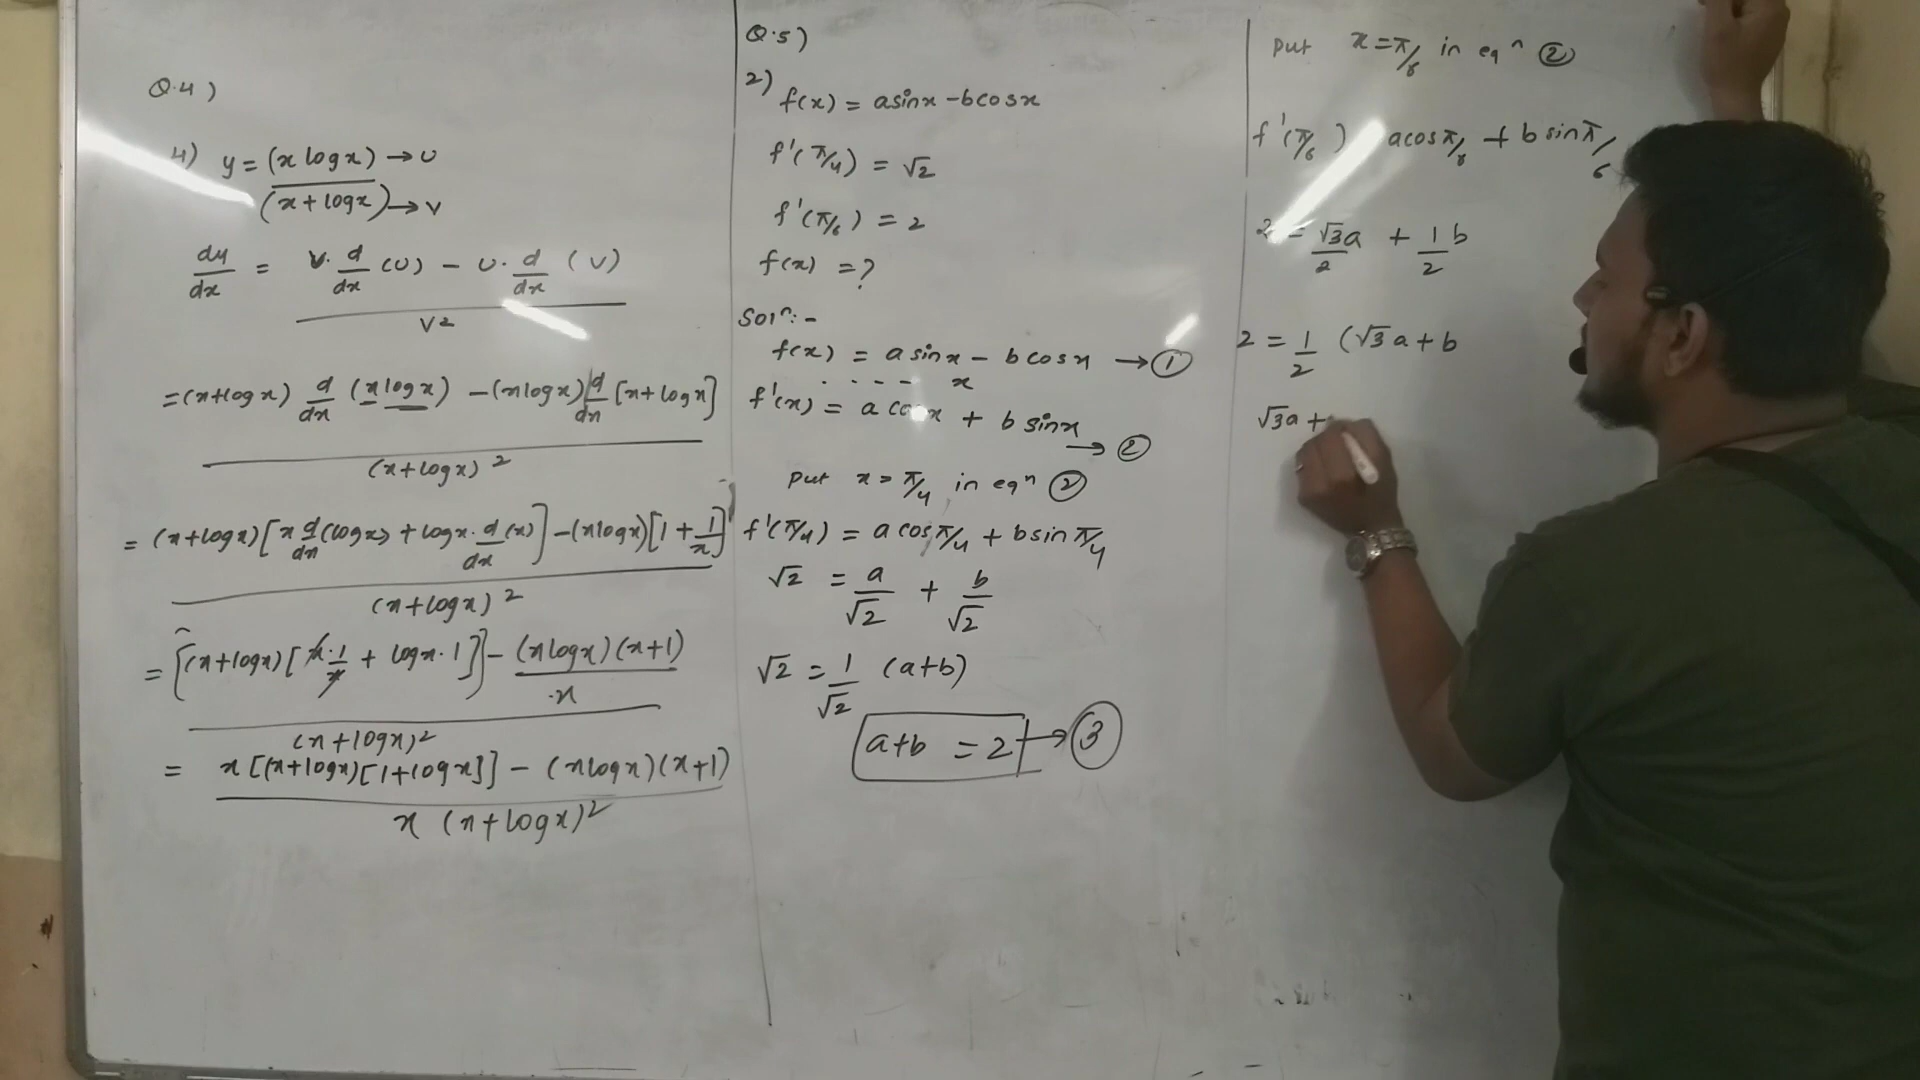 Q.4)
4) y = (x log x) → U
(x + log x) → V
dy/dx = V. d/dx (U) - U. d/dx (V)
V2
= (x+log x) d/dx (x log x) - (x log x) d/dx [x + log x]
(x + log x) 2
= (x+log x) [x d/dx (log x) + log x. d/dx (x)] - (x log x) [1 + 1/x]
(x + log x) 2
= [(x + log x) [x. 1/x + log x. 1]] - (x log x) (x+1)/x
(x + log x)2
= x [(x+log x) [1+log x]] - (x log x) (x+1)
x (x + log x)2
Q.5)
2) f(x) = a sin x - b cos x
f'(π/4) = √2
f'(π/6) = 2
f(x) = ?
Solⁿ: -
f(x) = a sin x - b cos x → ①
f'(x) = a cos x + b sin x → ②
Put x = π/4 in eqⁿ ②
f'(π/4) = a cos π/4 + b sin π/4
√2 = a/√2 + b/√2
√2 = 1/√2 (a+b)
a+b = 2 → ③
Put x = π/6 in eqⁿ ②
f'(π/6) a cos π/6 + b sin π/6
2 = √3a/2 + 1/2 b
2 = 1/2 (√3 a + b
√3a +